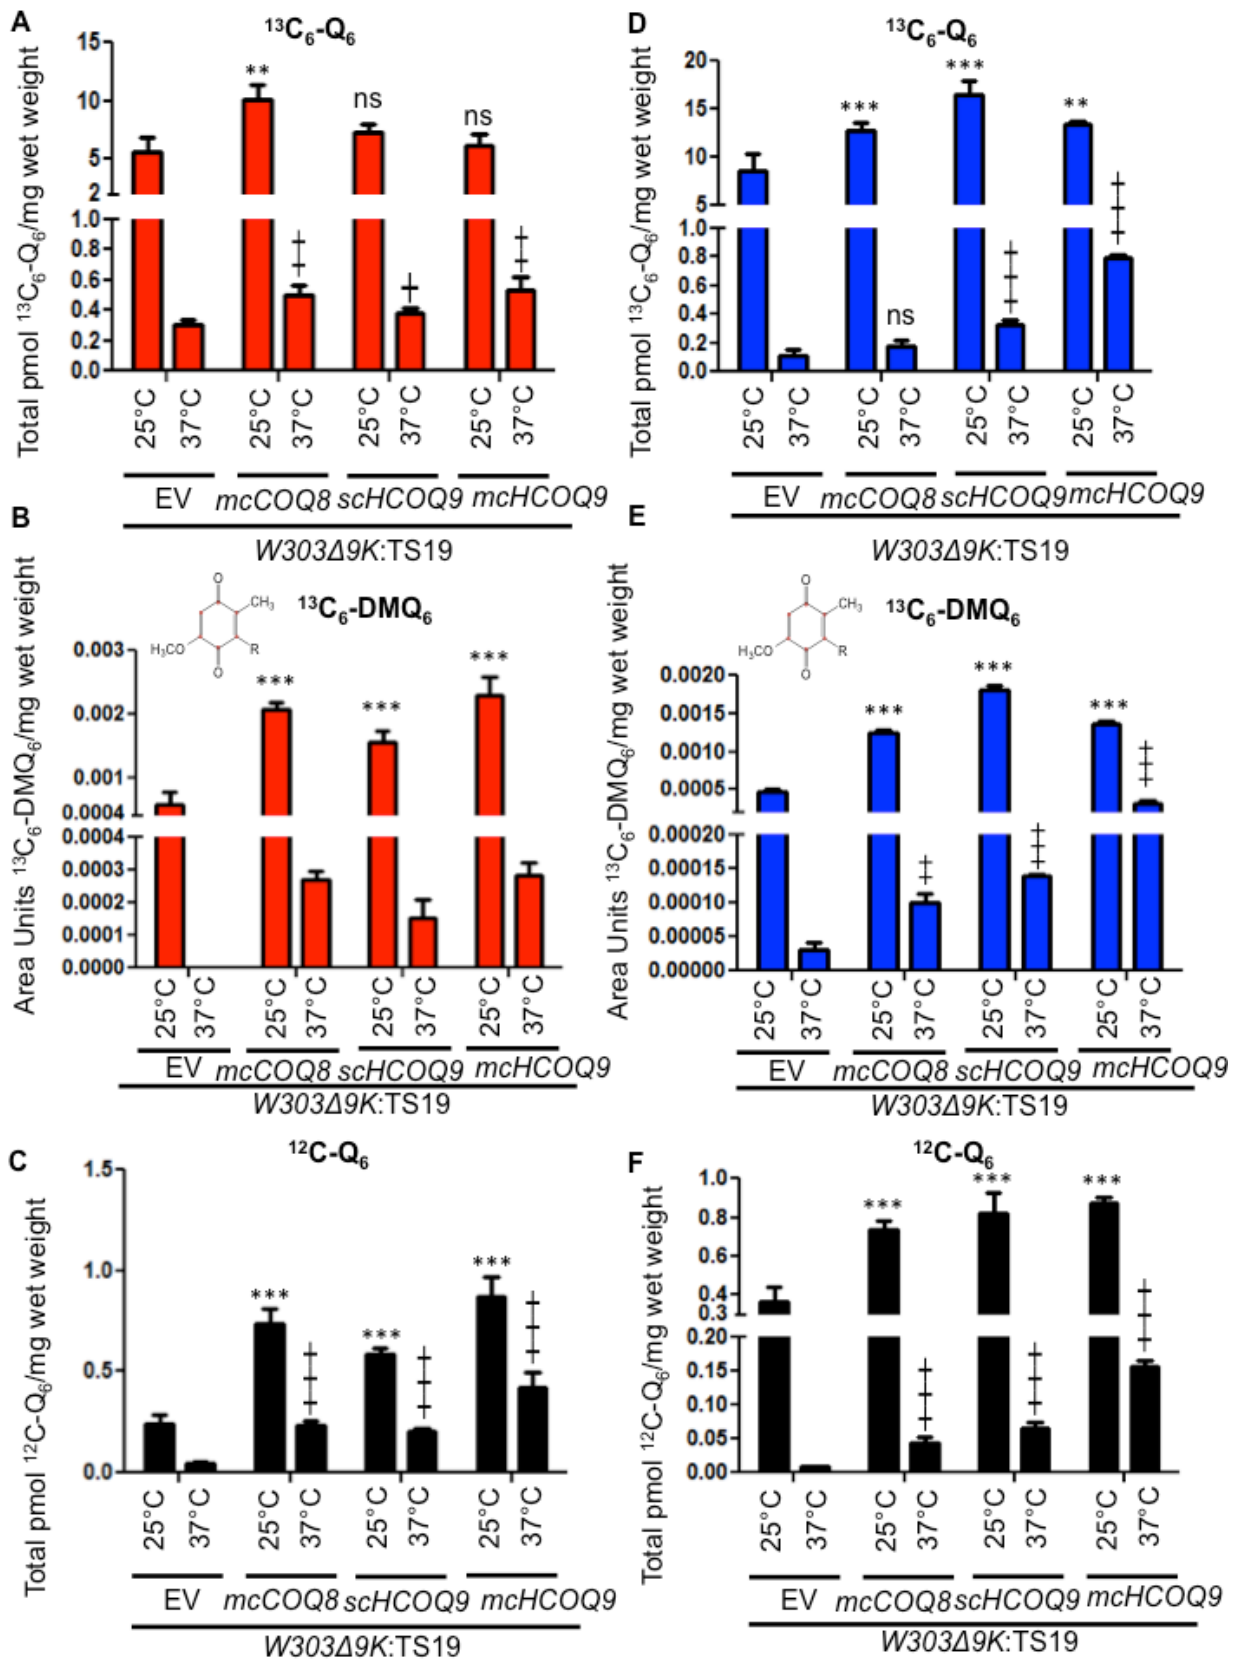 A
¹³C₆-Q₆
Total pmol ¹³C₆-Q₆/mg wet weight
15
10
5
2
1.0
0.8
0.6
0.4
0.2
0.0
**
ns
ns
‡
†
‡
25°C 37°C 25°C 37°C 25°C 37°C 25°C 37°C
EV mcCOQ8 scHCOQ9 mcHCOQ9
W303Δ9K:TS19
B
¹³C₆-DMQ₆
O
CH₃
H₃CO
R
O
Area Units ¹³C₆-DMQ₆/mg wet weight
0.003
0.002
0.001
0.0004
0.0004
0.0003
0.0002
0.0001
0.0000
***
***
***
25°C 37°C 25°C 37°C 25°C 37°C 25°C 37°C
EV mcCOQ8 scHCOQ9 mcHCOQ9
W303Δ9K:TS19
C
¹²C-Q₆
Total pmol ¹²C-Q₆/mg wet weight
1.5
1.0
0.5
0.0
***
***
***
25°C 37°C 25°C 37°C 25°C 37°C 25°C 37°C
EV mcCOQ8 scHCOQ9 mcHCOQ9
W303Δ9K:TS19
D
¹³C₆-Q₆
Total pmol ¹³C₆-Q₆/mg wet weight
20
15
10
5
1.0
0.8
0.6
0.4
0.2
0.0
***
***
**
ns
25°C 37°C 25°C 37°C 25°C 37°C 25°C 37°C
EV mcCOQ8 scHCOQ9 mcHCOQ9
W303Δ9K:TS19
E
¹³C₆-DMQ₆
O
CH₃
H₃CO
R
O
Area Units ¹³C₆-DMQ₆/mg wet weight
0.0020
0.0015
0.0010
0.0005
0.00020
0.00015
0.00010
0.00005
0.00000
***
***
***
‡
25°C 37°C 25°C 37°C 25°C 37°C 25°C 37°C
EV mcCOQ8 scHCOQ9 mcHCOQ9
W303Δ9K:TS19
F
¹²C-Q₆
Total pmol ¹²C-Q₆/mg wet weight
1.0
0.8
0.6
0.4
0.3
0.20
0.15
0.10
0.05
0.00
***
***
***
25°C 37°C 25°C 37°C 25°C 37°C 25°C 37°C
EV mcCOQ8 scHCOQ9 mcHCOQ9
W303Δ9K:TS19